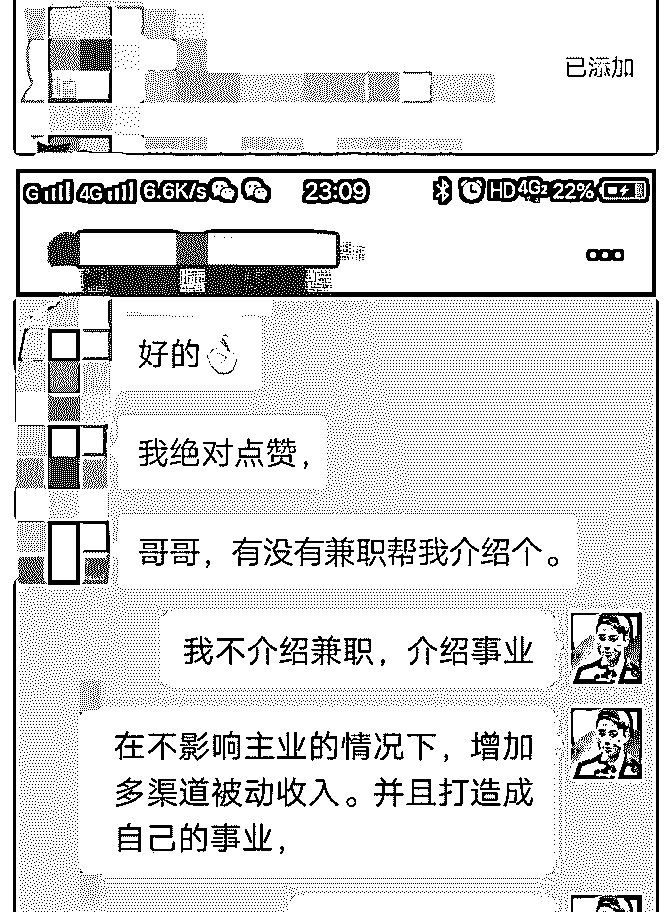 已添加
G 4G 6.6K/s 23:09 HD 4G 22%
好的
我绝对点赞，
哥哥，有没有兼职帮我介绍个。
我不介绍兼职，介绍事业
在不影响主业的情况下，增加
多渠道被动收入。并且打造成
自己的事业，